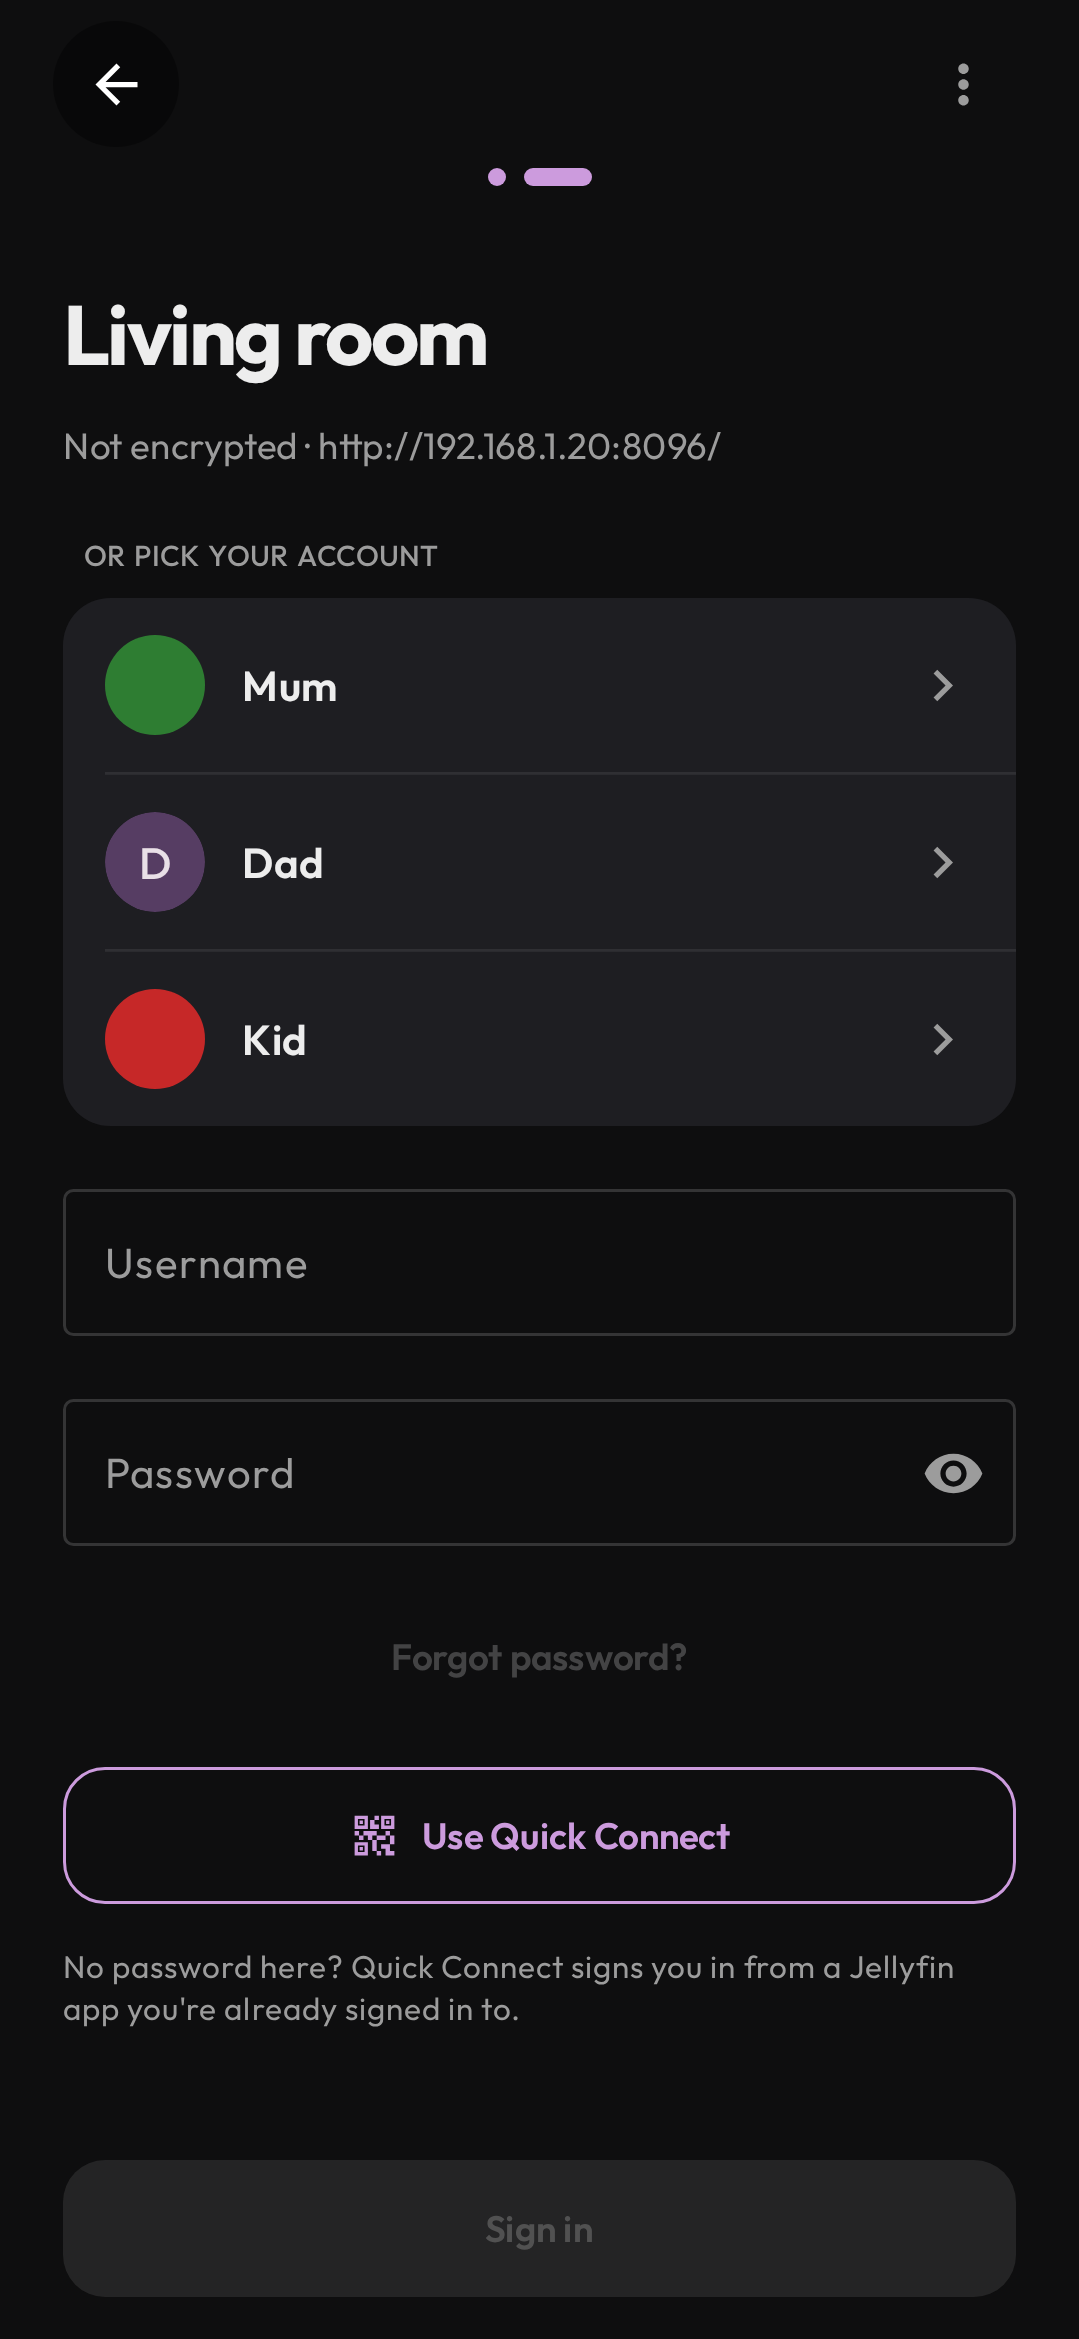 Living room
Not encrypted · http://192.168.1.20:8096/
OR PICK YOUR ACCOUNT
Mum
D
Dad
Kid
Username
Password
Forgot password?
Use Quick Connect
No password here? Quick Connect signs you in from a Jellyfin
app you're already signed in to.
Sign in